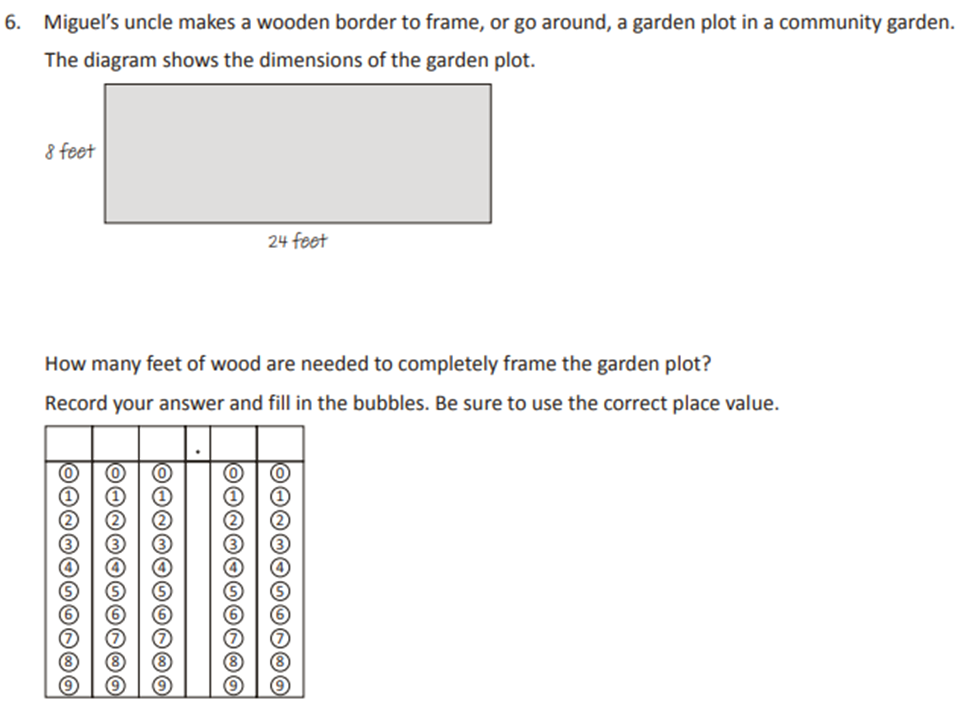 6. Miguel's uncle makes a wooden border to frame, or go around, a garden plot in a community garden.
The diagram shows the dimensions of the garden plot.
8 feet
24 feet
How many feet of wood are needed to completely frame the garden plot?
Record your answer and fill in the bubbles. Be sure to use the correct place value.
.
0 0 0 0 0
1 1 1 1 1
2 2 2 2 2
3 3 3 3 3
4 4 4 4 4
5 5 5 5 5
6 6 6 6 6
7 7 7 7 7
8 8 8 8 8
9 9 9 9 9